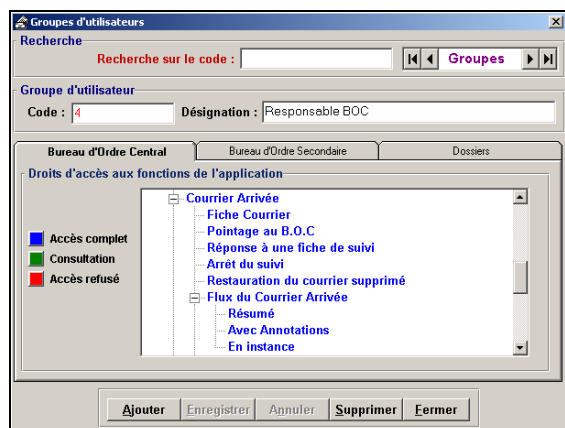 Groupes d'utilisateurs
Recherche
Recherche sur le code :
Groupes
Groupe d'utilisateur
Code : 4 Désignation : Responsable BOC
Bureau d'Ordre Central Bureau d'Ordre Secondaire Dossiers
Droits d'accès aux fonctions de l'application
Accès complet
Consultation
Accès refusé
Courrier Arrivée
Fiche Courrier
Pointage au B.O.C
Réponse à une fiche de suivi
Arrêt du suivi
Restauration du courrier supprimé
Flux du Courrier Arrivée
Résumé
Avec Annotations
En instance
Ajouter Enregistrer Annuler Supprimer Fermer